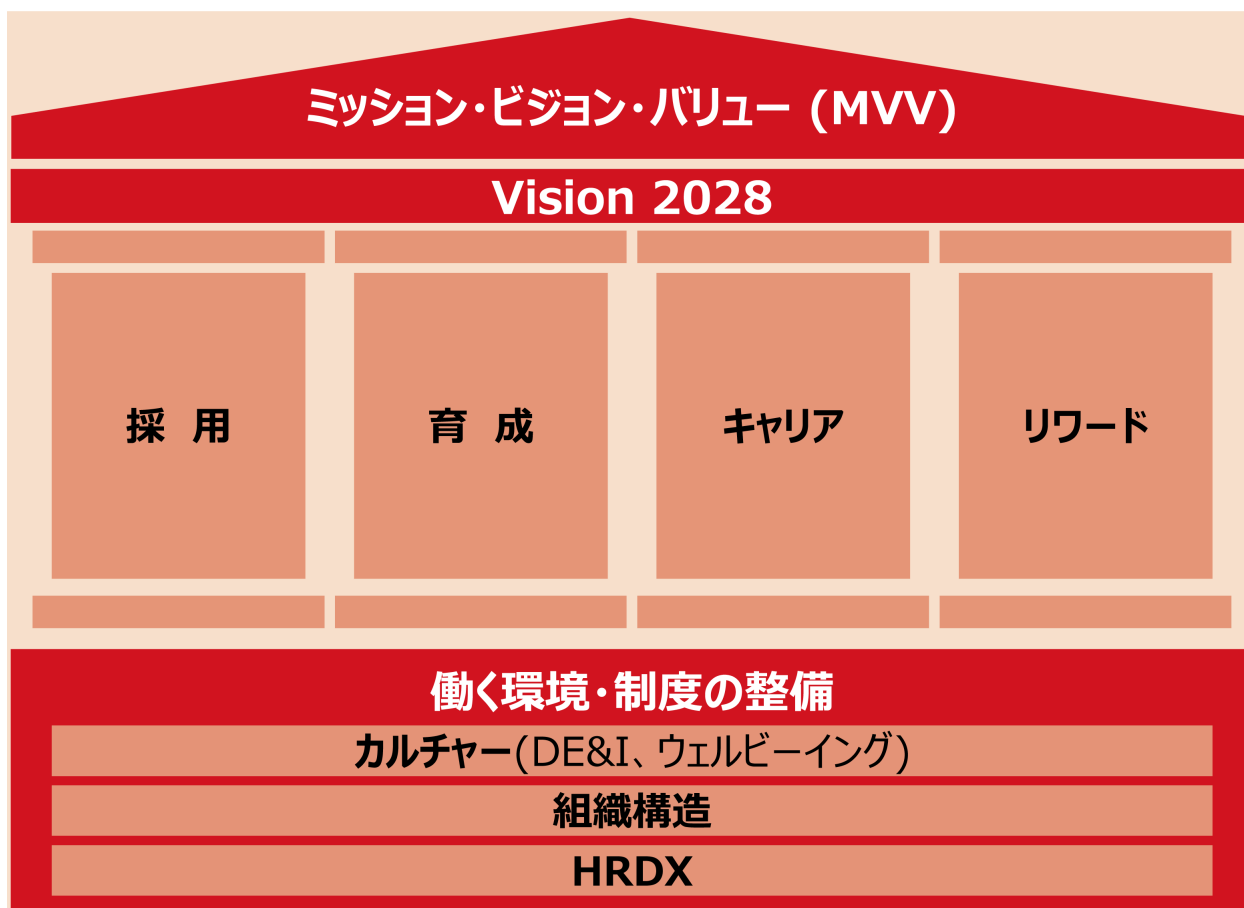 ミッション・ビジョン・バリュー (MVV)
Vision 2028
採 用
育 成
キャリア
リワード
働く環境・制度の整備
カルチャー(DE&I、ウェルビーイング)
組織構造
HRDX